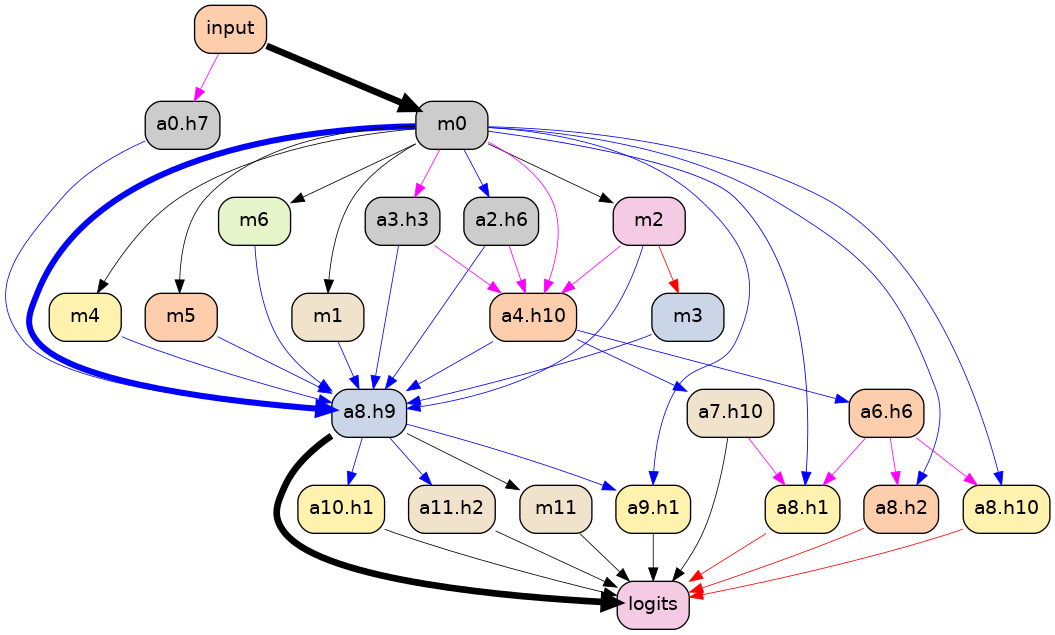 input
a0.h7
m0
m6
a3.h3
a2.h6
m2
m4
m5
m1
a4.h10
m3
a8.h9
a7.h10
a6.h6
a10.h1
a11.h2
m11
a9.h1
a8.h1
a8.h2
a8.h10
logits